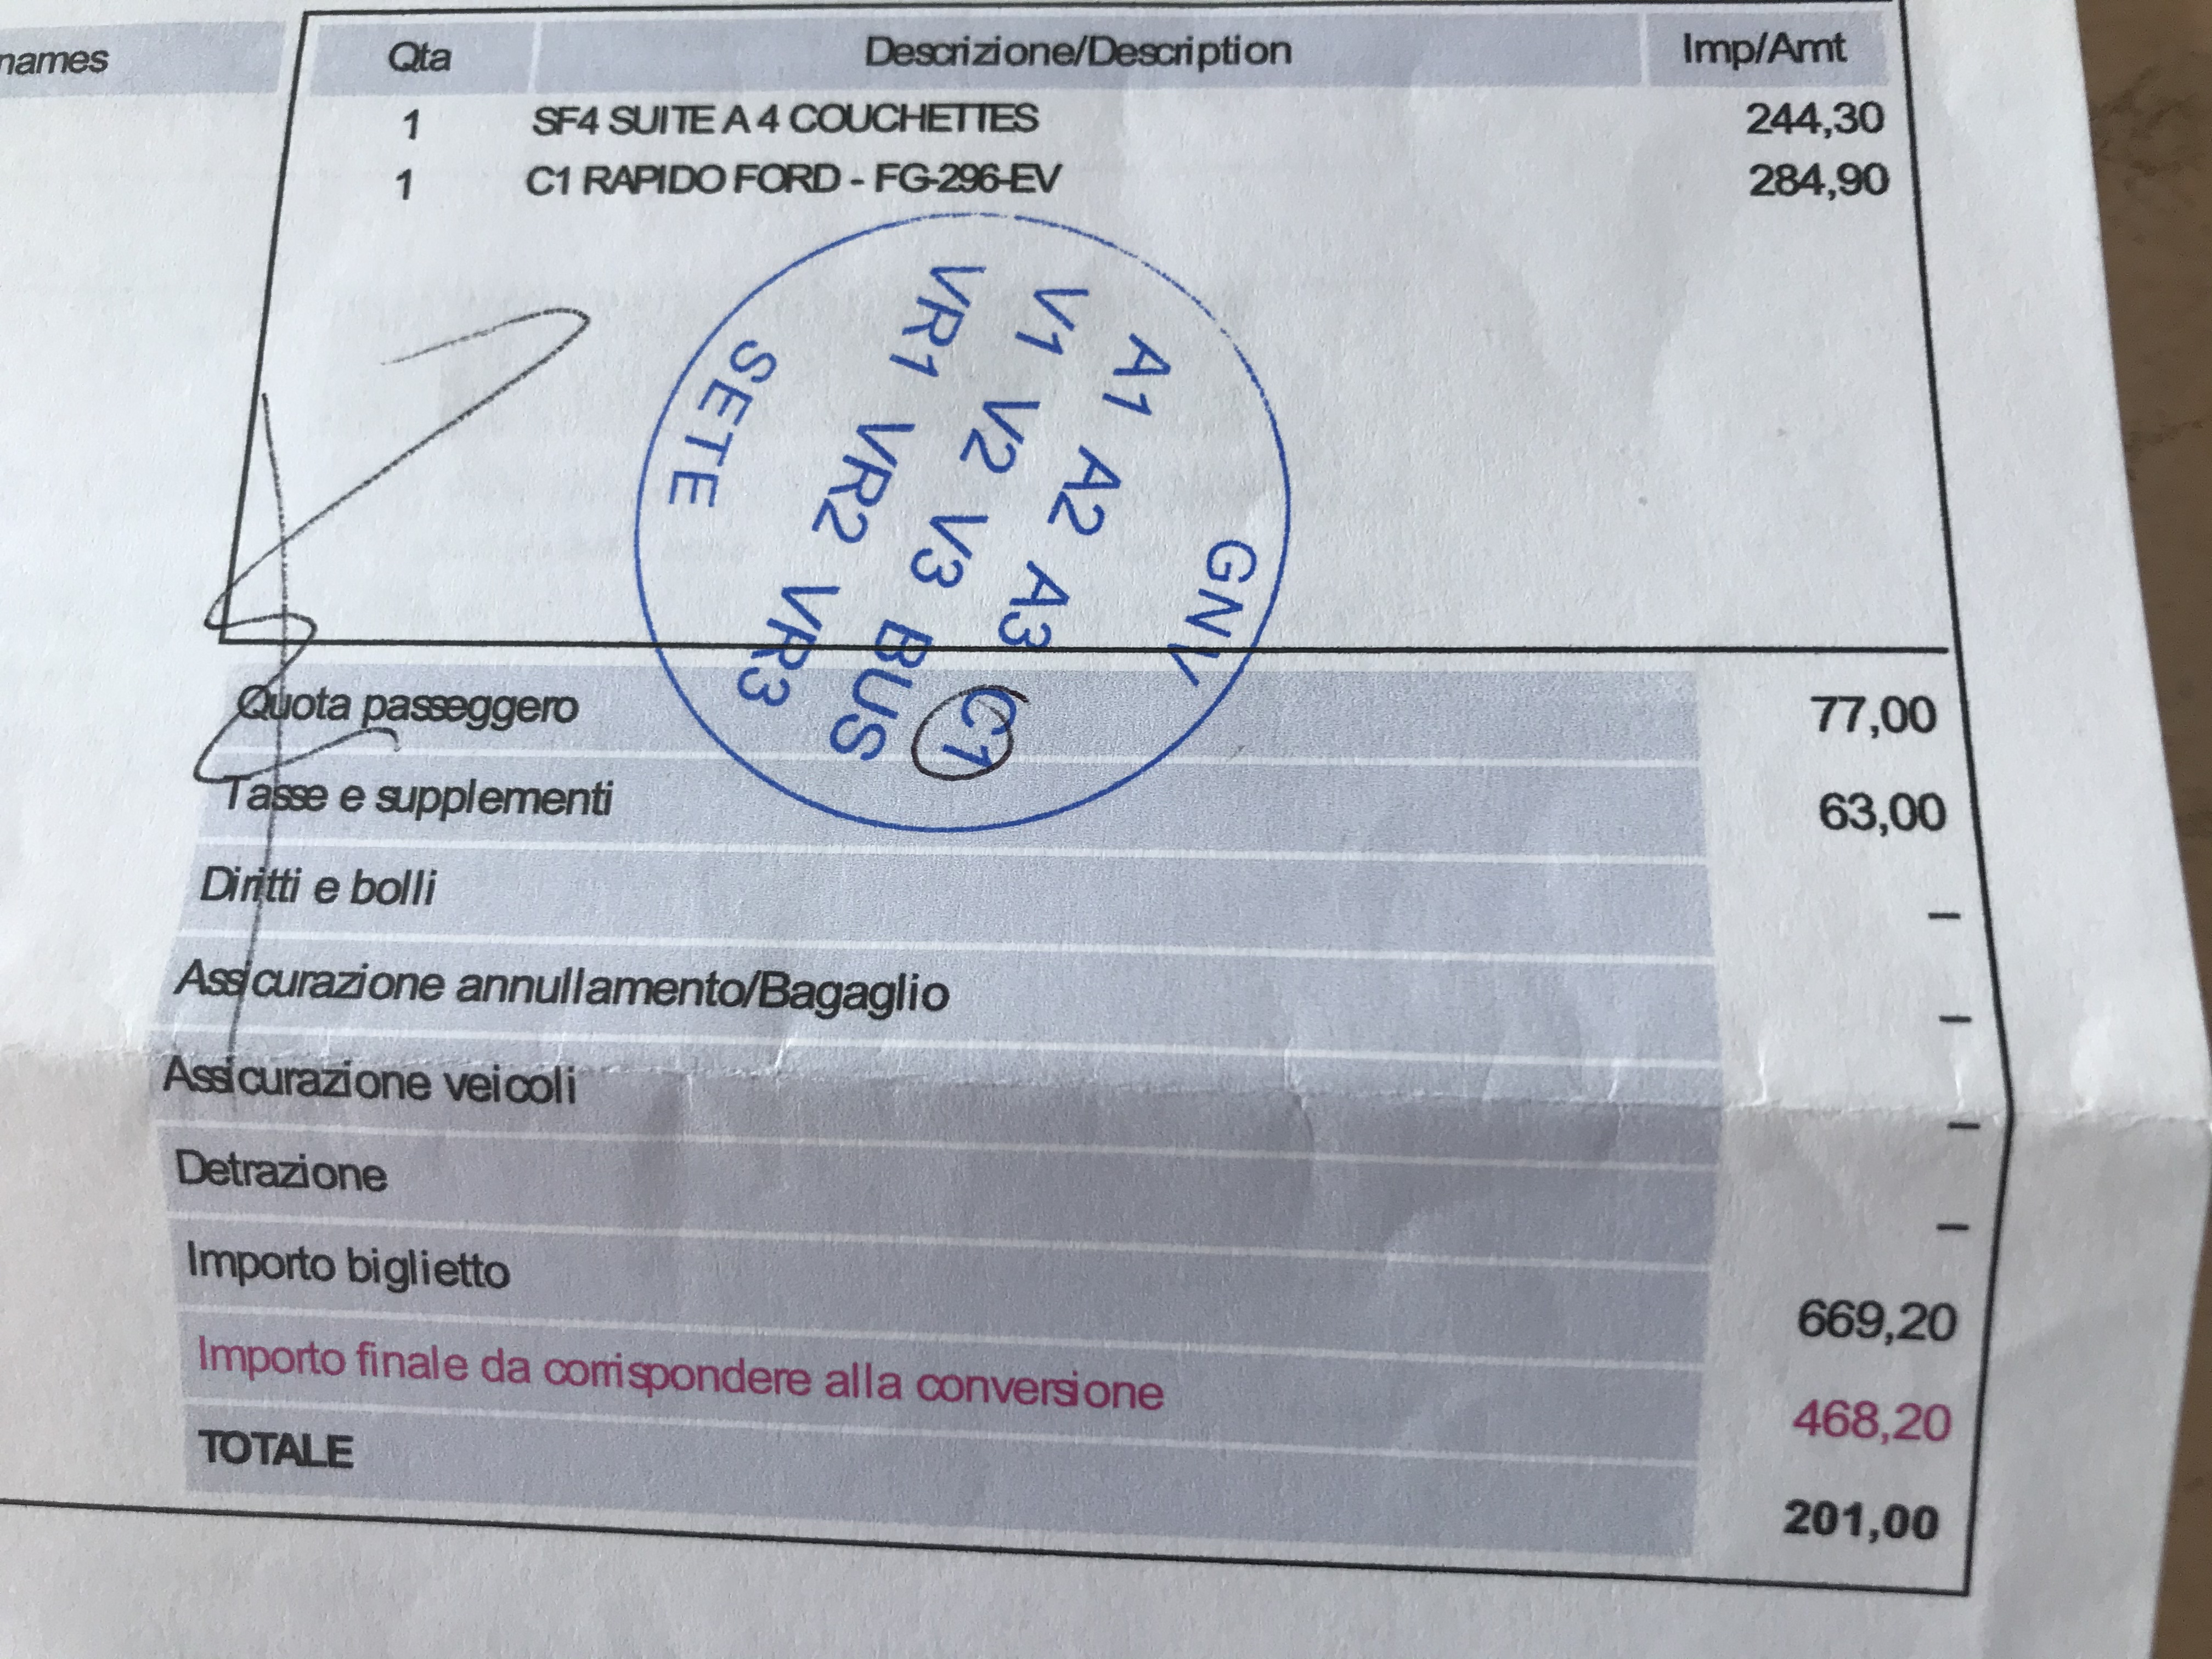 names Qta Descrizione/Description Imp/Amt
1 SF4 SUITE A 4 COUCHETTES 244,30
1 C1 RAPIDO FORD - FG-296-EV 284,90
GNV
A1 A2 A3 C1
V1 V2 V3 BUS
VR1 VR2 VR3
SETE
Quota passeggero 77,00
Tasse e supplementi 63,00
Diritti e bolli –
Assicurazione annullamento/Bagaglio –
Assicurazione veicoli –
Detrazione –
Importo biglietto 669,20
Importo finale da corrispondere alla conversione 468,20
TOTALE 201,00